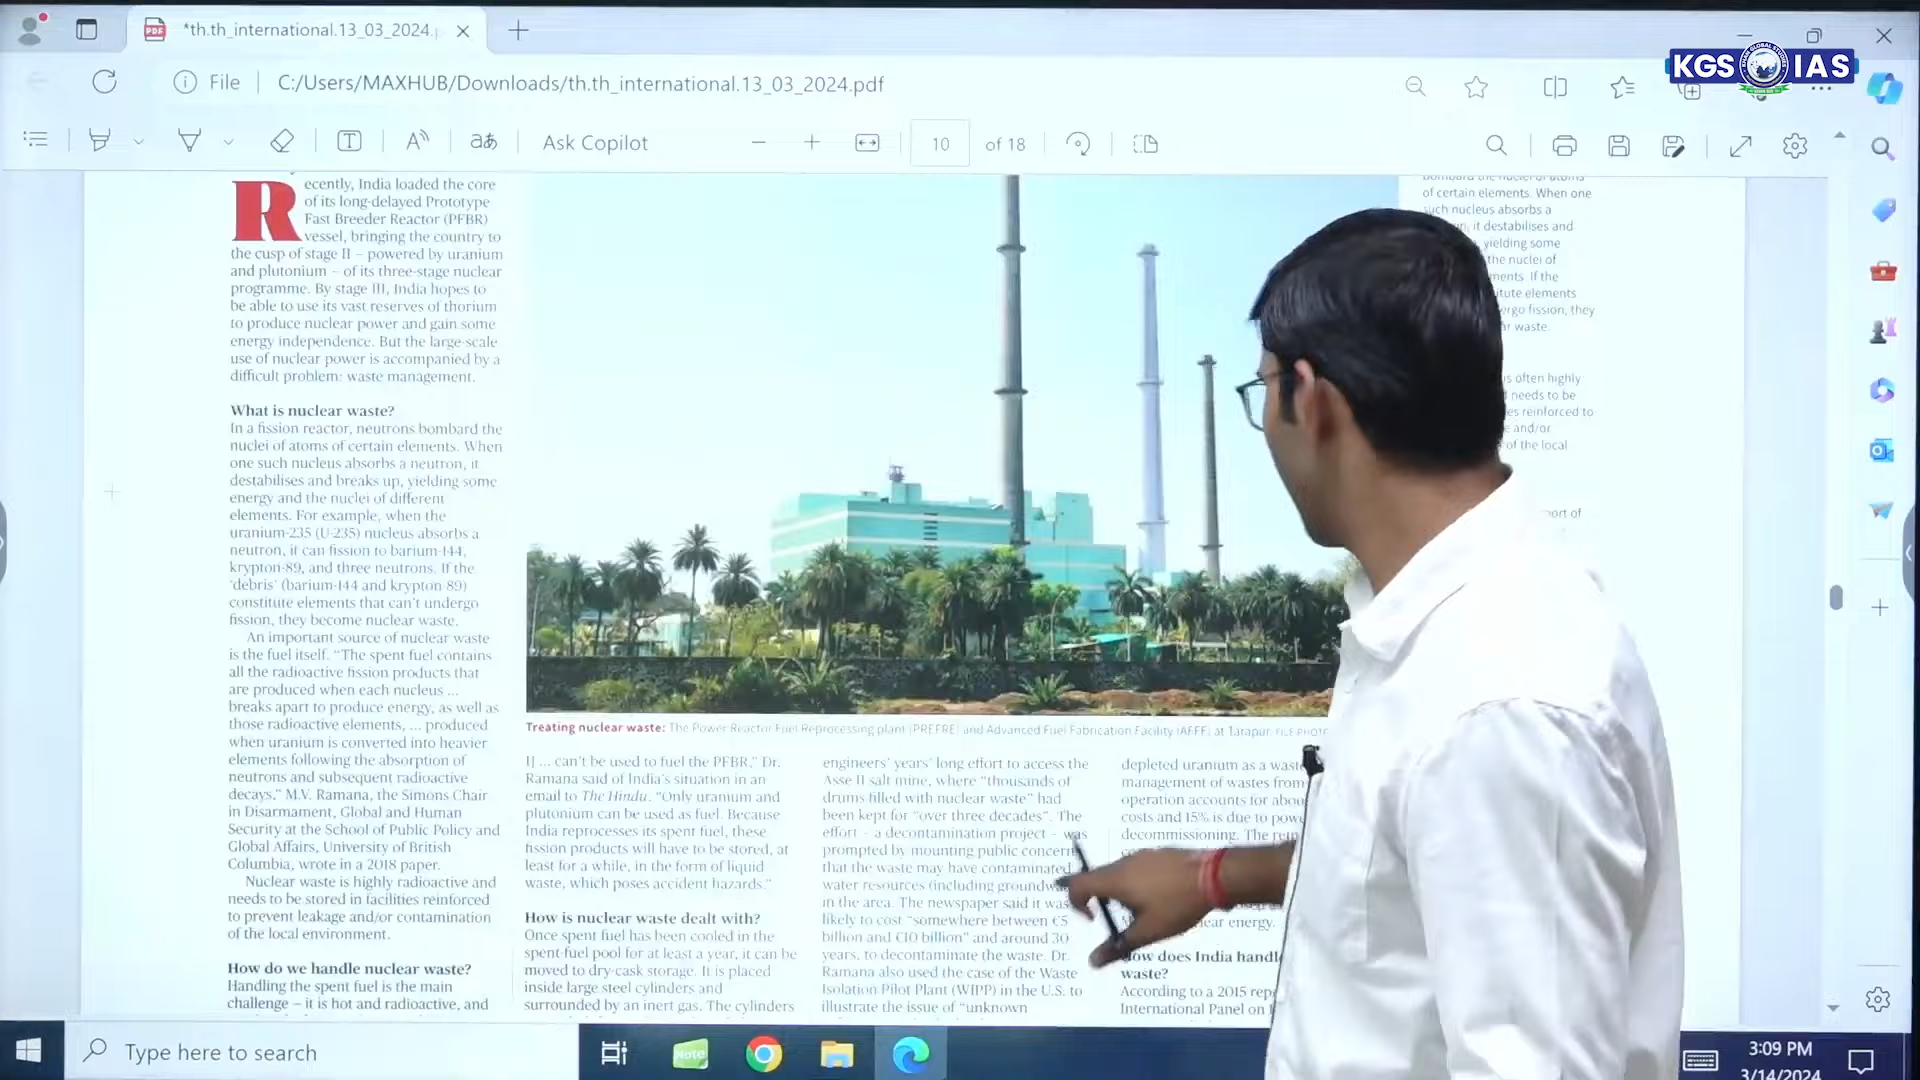 *th.th_international.13_03_2024.p
KGS IAS
File
C:/Users/MAXHUB/Downloads/th.th_international.13_03_2024.pdf
Ask Copilot
10
of 18
R
ecently, India loaded the core
of its long-delayed Prototype
Fast Breeder Reactor (PFBR)
vessel, bringing the country to
the cusp of stage II – powered by uranium
and plutonium – of its three-stage nuclear
programme. By stage III, India hopes to
be able to use its vast reserves of thorium
to produce nuclear power and gain some
energy independence. But the large-scale
use of nuclear power is accompanied by a
difficult problem: waste management.
What is nuclear waste?
In a fission reactor, neutrons bombard the
nuclei of atoms of certain elements. When
one such nucleus absorbs a neutron, it
destabilises and breaks up, yielding some
energy and the nuclei of different
elements. For example, when the
uranium-235 (U-235) nucleus absorbs a
neutron, it can fission to barium-144,
krypton-89, and three neutrons. If the
'debris' (barium-144 and krypton-89)
constitute elements that can't undergo
fission, they become nuclear waste.
An important source of nuclear waste
is the fuel itself. "The spent fuel contains
all the radioactive fission products that
are produced when each nucleus ...
breaks apart to produce energy, as well as
those radioactive elements, ... produced
when uranium is converted into heavier
elements following the absorption of
neutrons and subsequent radioactive
decays," M.V. Ramana, the Simons Chair
in Disarmament, Global and Human
Security at the School of Public Policy and
Global Affairs, University of British
Columbia, wrote in a 2018 paper.
Nuclear waste is highly radioactive and
needs to be stored in facilities reinforced
to prevent leakage and/or contamination
of the local environment.
How do we handle nuclear waste?
Handling the spent fuel is the main
challenge – it is hot and radioactive, and
Treating nuclear waste: The Power Reactor Fuel Reprocessing plant (PREFRE) and Advanced Fuel Fabrication Facility (AFFF) at Tarapur. FILE PHOTO
I] ... can't be used to fuel the PFBR," Dr.
Ramana said of India's situation in an
email to The Hindu. "Only uranium and
plutonium can be used as fuel. Because
India reprocesses its spent fuel, these
fission products will have to be stored, at
least for a while, in the form of liquid
waste, which poses accident hazards."
How is nuclear waste dealt with?
Once spent fuel has been cooled in the
spent-fuel pool for at least a year, it can be
moved to dry-cask storage. It is placed
inside large steel cylinders and
surrounded by an inert gas. The cylinders
engineers' years' long effort to access the
Asse II salt mine, where "thousands of
drums filled with nuclear waste" had
been kept for "over three decades". The
effort – a decontamination project – was
prompted by mounting public concern
that the waste may have contaminated
water resources (including
in the area. The newspaper said it was
likely to cost "somewhere between €5
billion and €10 billion" and around 30
years, to decontaminate the waste. Dr.
Ramana also used the case of the Waste
Isolation Pilot Plant (WIPP) in the U.S. to
illustrate the issue of "unknown
depleted uranium as a waste
management of wastes from
operation accounts for
costs and 15% is due to
decommissioning. The
energy.
How does India handle
waste?
According to a 2015
International Panel on
of certain elements. When one
such nucleus absorbs a
it destabilises and
yielding some
the nuclei of
elements
fission, they
waste.
is often highly
needs to be
reinforced to
and/or
of the local
of
Type here to search
Note
3:09 PM
3/14/2024